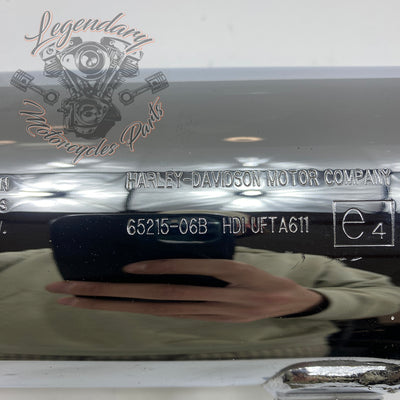 Legendary
Motorcycles Parts
N HARLEY-DAVIDSON MOTOR COMPANY
S
65215-06B HDI UFTA611
e4